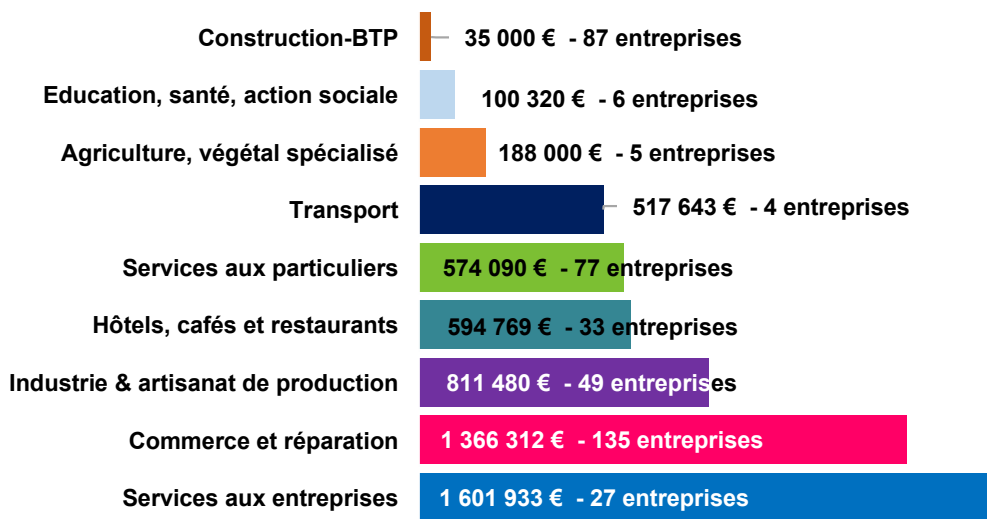 Construction-BTP 35 000 € - 87 entreprises
Education, santé, action sociale 100 320 € - 6 entreprises
Agriculture, végétal spécialisé 188 000 € - 5 entreprises
Transport 517 643 € - 4 entreprises
Services aux particuliers 574 090 € - 77 entreprises
Hôtels, cafés et restaurants 594 769 € - 33 entreprises
Industrie & artisanat de production 811 480 € - 49 entreprises
Commerce et réparation 1 366 312 € - 135 entreprises
Services aux entreprises 1 601 933 € - 27 entreprises